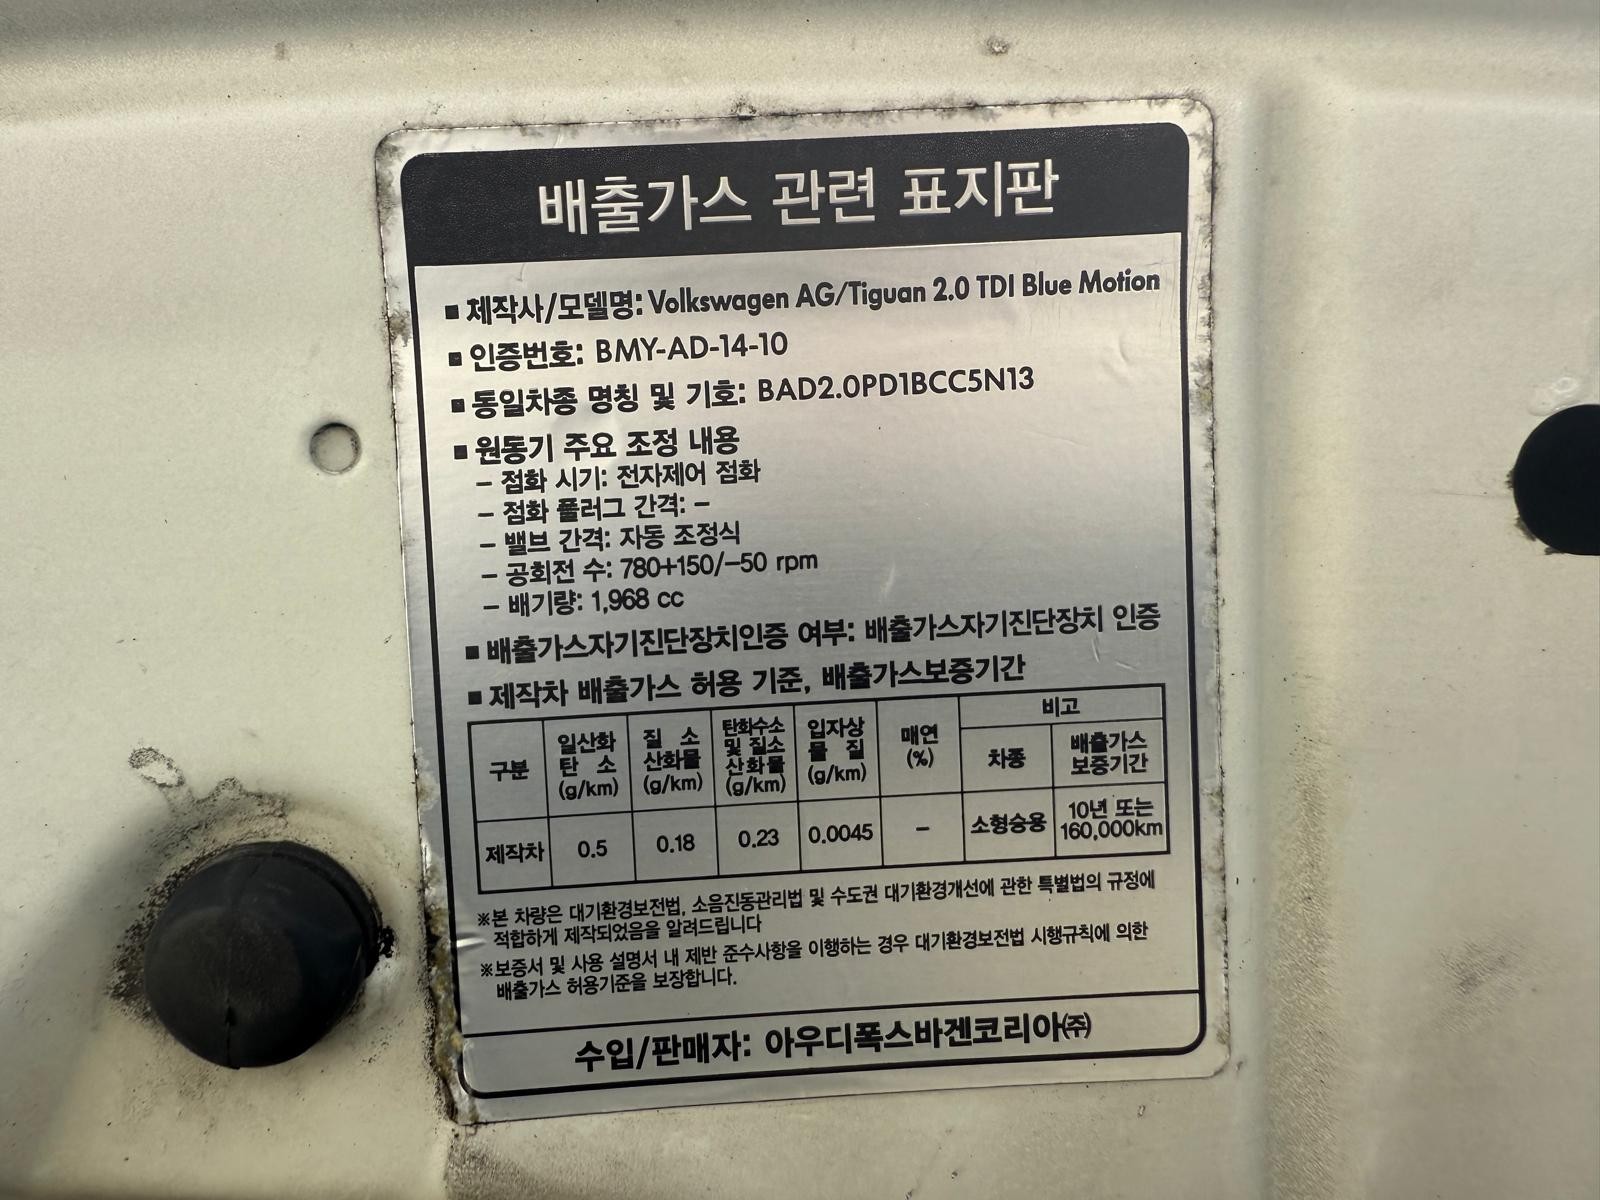 배출가스 관련 표지판
▪ 제작사/모델명: Volkswagen AG/Tiguan 2.0 TDI Blue Motion
▪ 인증번호: BMY-AD-14-10
▪ 동일차종 명칭 및 기호: BAD2.0PD1BCC5N13
▪ 원동기 주요 조정 내용
– 점화 시기: 전자제어 점화
– 점화 플러그 간격: –
– 밸브 간격: 자동 조정식
– 공회전 수: 780+150/–50 rpm
– 배기량: 1,968 cc
▪ 배출가스자기진단장치인증 여부: 배출가스자기진단장치 인증
▪ 제작차 배출가스 허용 기준, 배출가스보증기간
구분 일산화 탄 소 (g/km) 질 소 산화물 (g/km) 탄화수소 및 질소 산화물 (g/km) 입자상 물 질 (g/km) 매연 (%) 비고
차종 배출가스 보증기간
제작차 0.5 0.18 0.23 0.0045 – 소형승용 10년 또는 160,000km
※본 차량은 대기환경보전법, 소음진동관리법 및 수도권 대기환경개선에 관한 특별법의 규정에
적합하게 제작되었음을 알려드립니다
※보증서 및 사용 설명서 내 제반 준수사항을 이행하는 경우 대기환경보전법 시행규칙에 의한
배출가스 허용기준을 보장합니다.
수입/판매자: 아우디폭스바겐코리아㈜